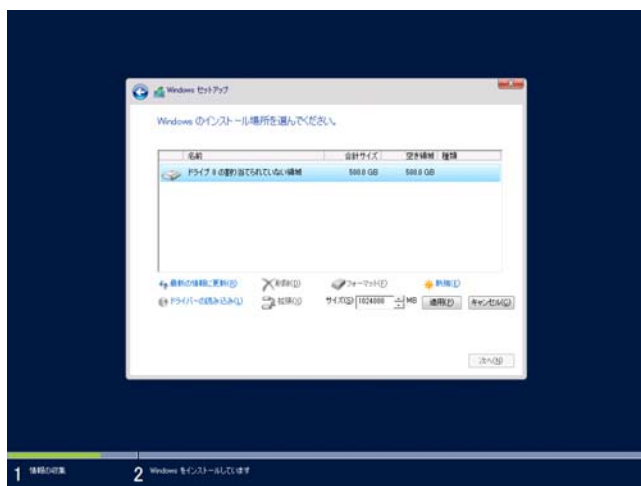 Windows セットアップ
Windows のインストール場所を選んでください。
名前 合計サイズ 空き領域 種類
ドライブ 0 の割り当てられていない領域 500.0 GB 500.0 GB
最新の情報に更新(R) 削除(D) フォーマット(F) 新規(E)
ドライバーの読み込み(L) 拡張(X) サイズ(S) MB 適用(P) キャンセル(C)
次へ(N)
1 情報の収集 2 Windows をインストールしています